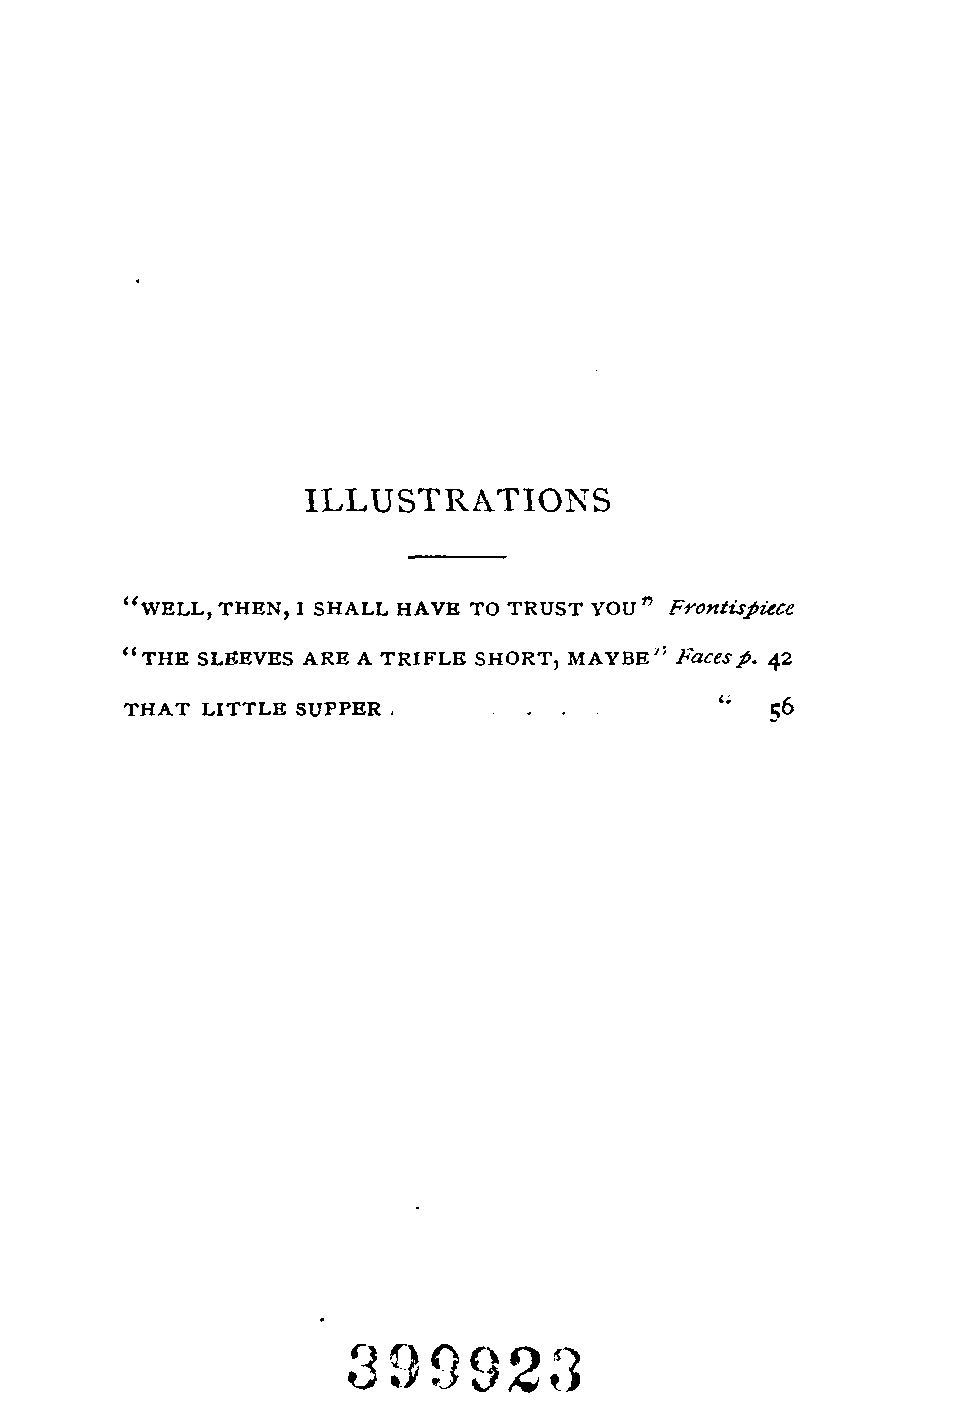 ILLUSTRATIONS
"WELL, THEN, I SHALL HAVE TO TRUST YOU" Frontispiece
"THE SLEEVES ARE A TRIFLE SHORT, MAYBE" Faces p. 42
THAT LITTLE SUPPER . . . . . " 56
399923